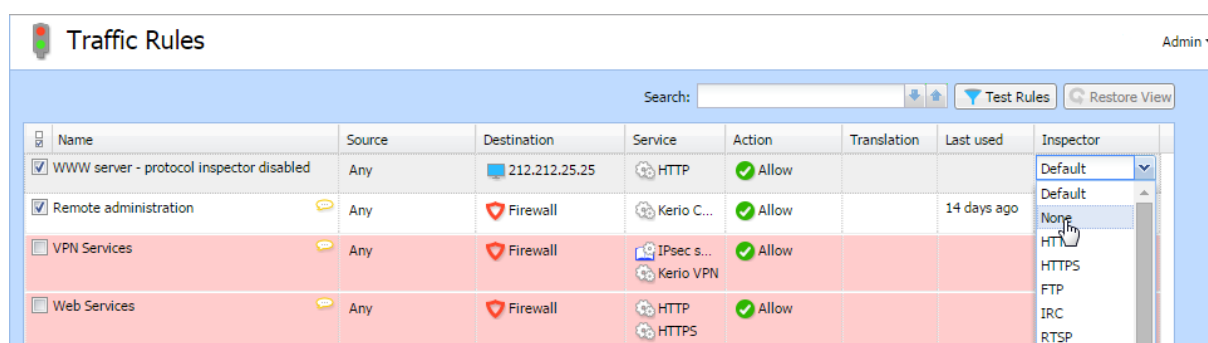 Traffic Rules
Admin
Search:
Test Rules
Restore View
Name Source Destination Service Action Translation Last used Inspector
WWW server - protocol inspector disabled Any 212.212.25.25 HTTP Allow Default
Default
Remote administration Any Firewall Kerio C... Allow 14 days ago
None
VPN Services Any Firewall IPsec s... Allow
Kerio VPN
HTTPS
FTP
Web Services Any Firewall HTTP Allow
HTTPS
IRC
RTSP